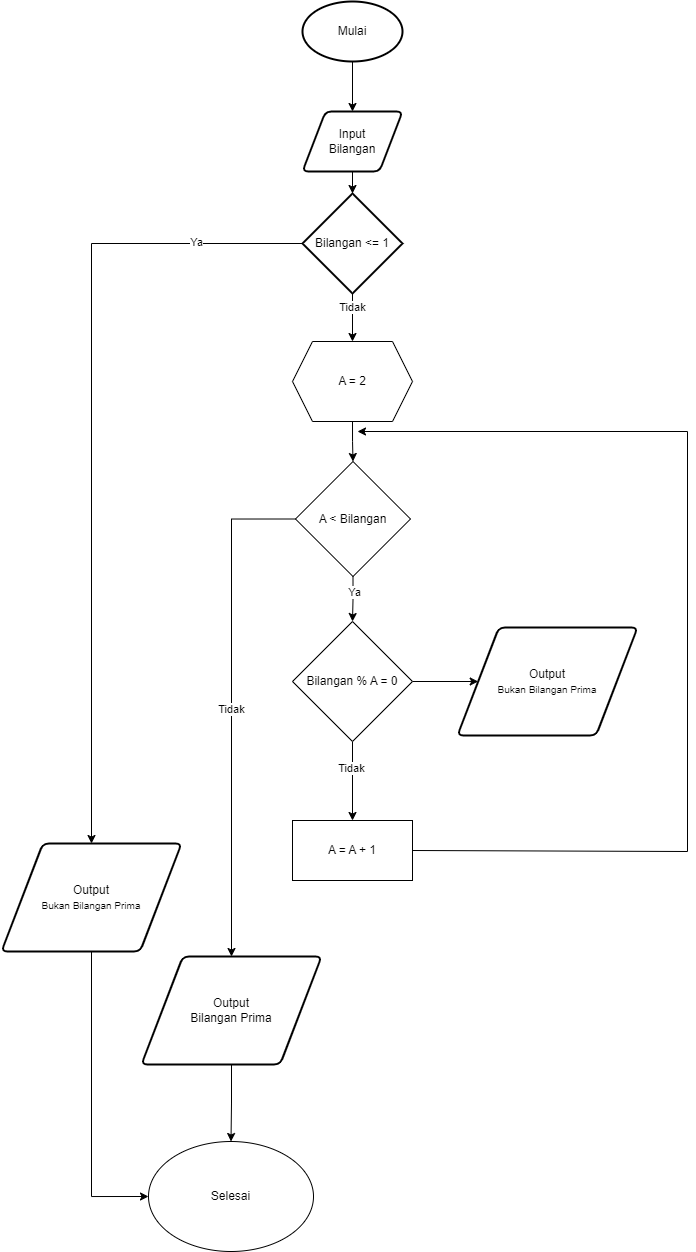 Mulai
Input
Bilangan
Bilangan <= 1
Ya
Tidak
A = 2
A < Bilangan
Ya
Bilangan % A = 0
Output
Bukan Bilangan Prima
Tidak
Tidak
A = A + 1
Output
Bukan Bilangan Prima
Output
Bilangan Prima
Selesai